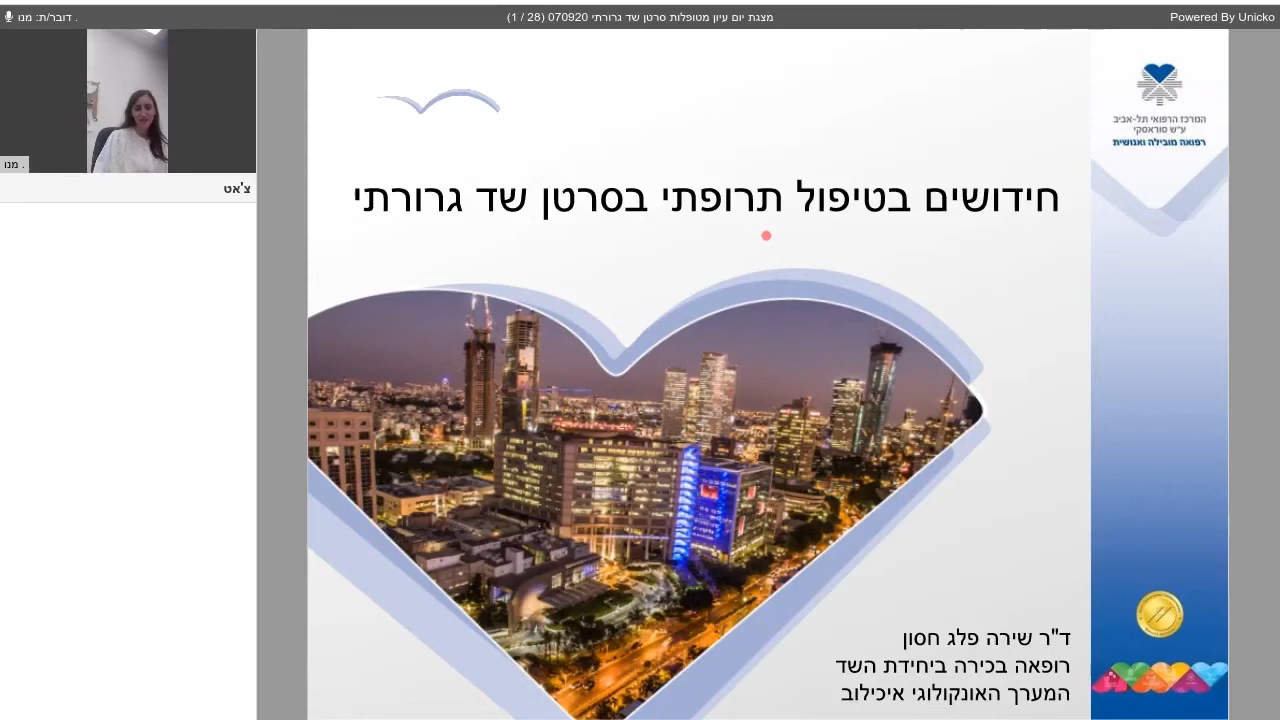 דובר/ת: מנו .
מצגת יום עיון מטופלות סרטן שד גרורתי 070920 (28 / 1)
Powered By Unicko
מנו .
צ'אט
המרכז הרפואי תל-אביב
ע"ש סוראסקי
רפואה מובילה ואנושית
חידושים בטיפול תרופתי בסרטן שד גרורתי
ד"ר שירה פלג חסון
רופאה בכירה ביחידת השד
המערך האונקולוגי איכילוב